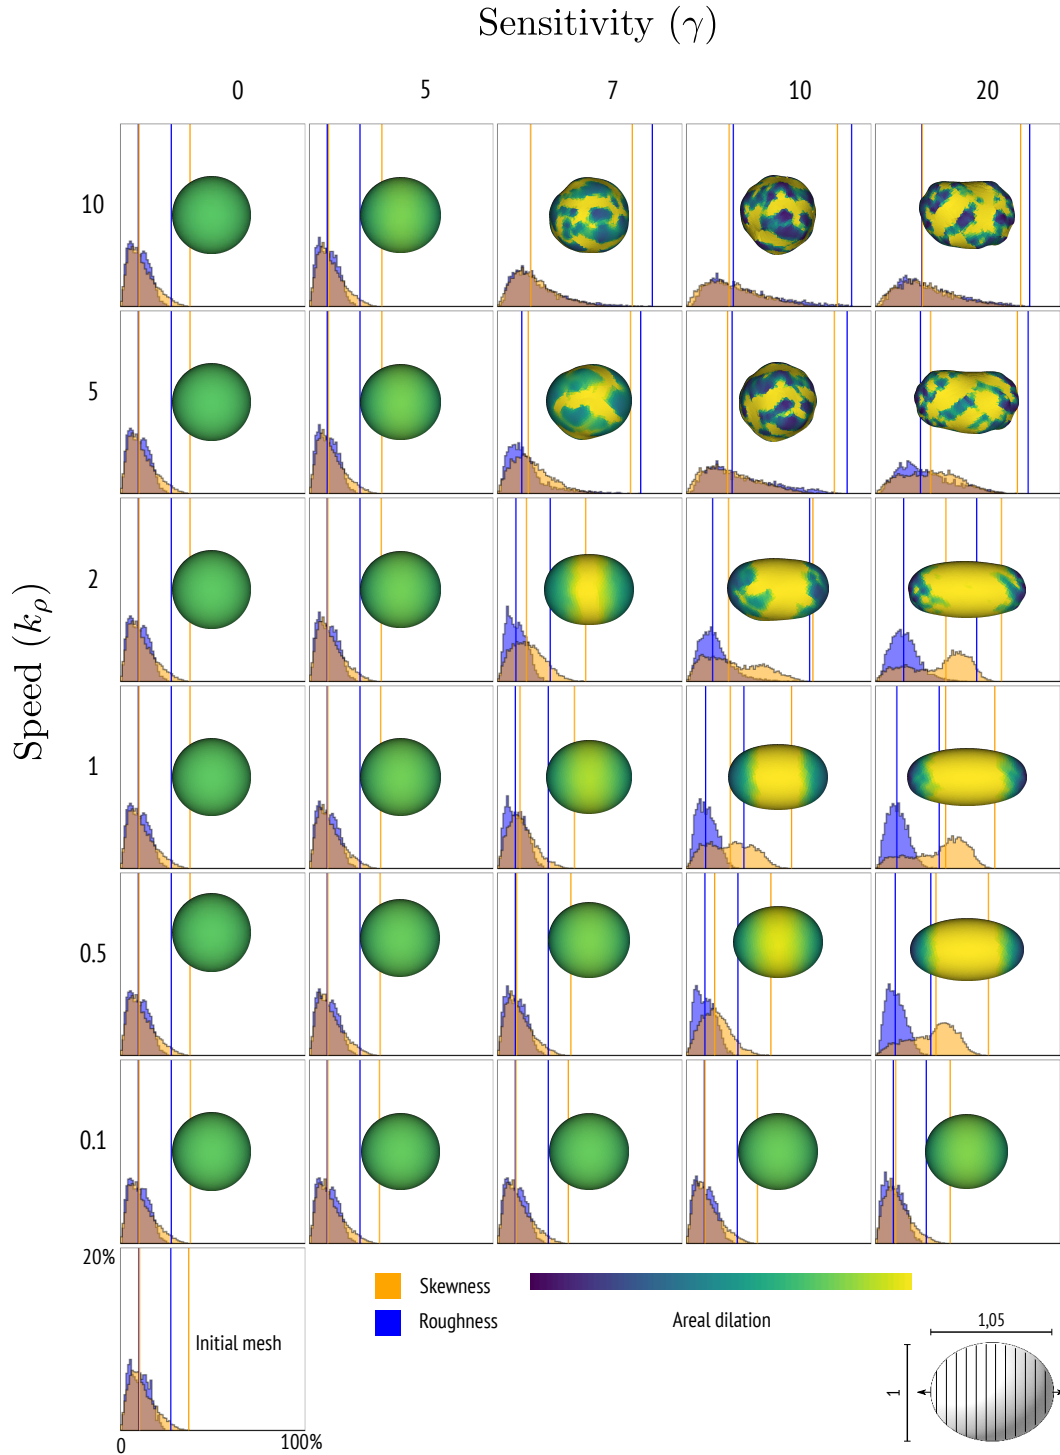 Sensitivity (γ)
0 5 7 10 20
10
5
2
Speed (kρ)
1
0.5
0.1
20%
Initial mesh
0 100%
Skewness
Roughness
Areal dilation
1,05
1